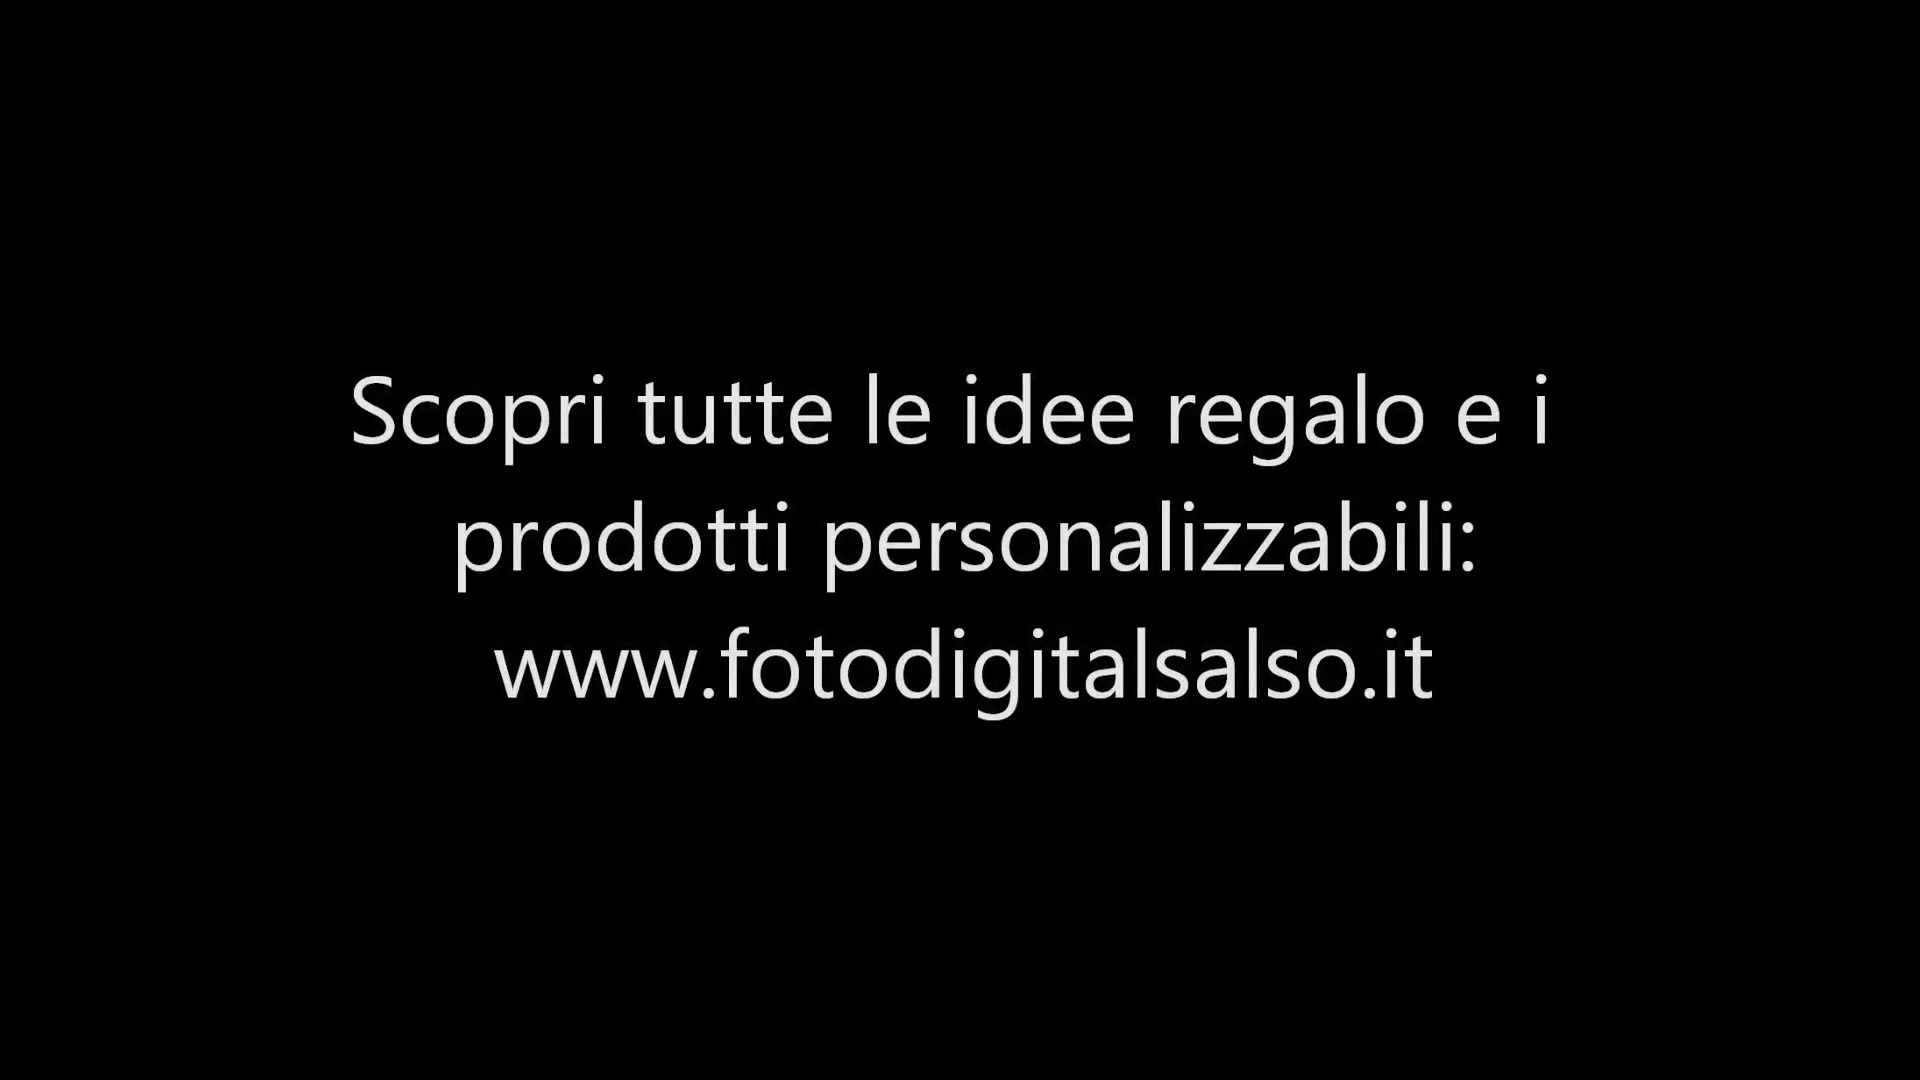 Scopri tutte le idee regalo e i
prodotti personalizzabili:
www.fotodigitalsalso.it